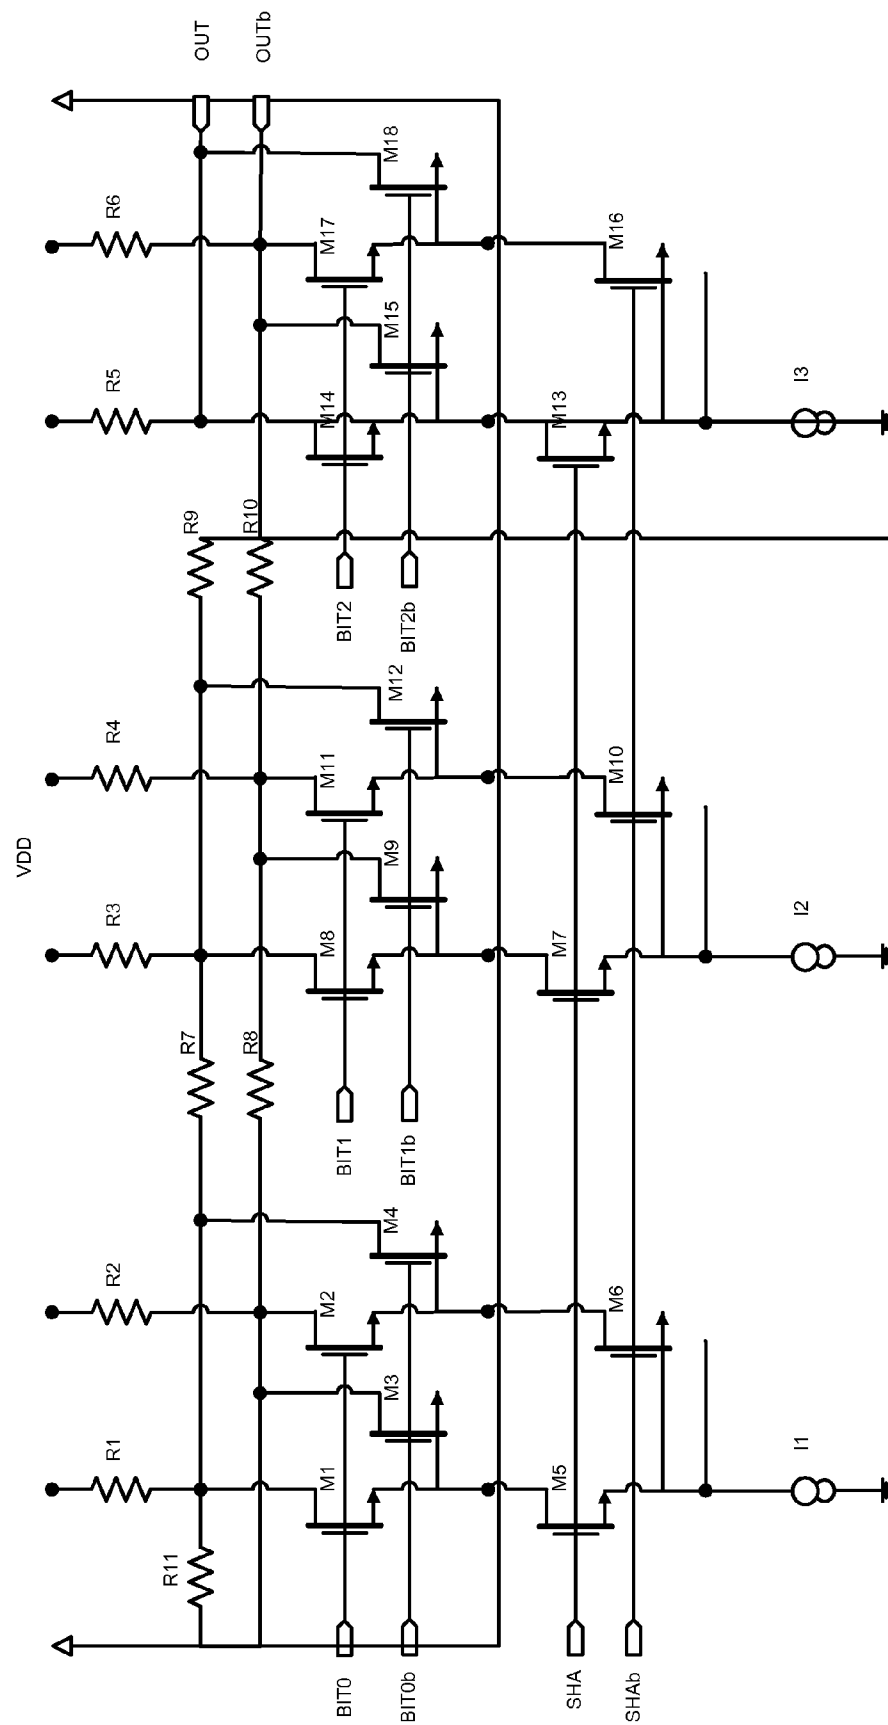 OUT
OUTb
R6
M17
M18
M16
R5
M14
M15
M13
I3
R9
R10
BIT2
BIT2b
VDD
R4
M11
M12
M10
R3
M8
M9
M7
I2
R7
R8
BIT1
BIT1b
R2
M2
M4
M6
R1
M1
M3
M5
I1
R11
BIT0
BIT0b
SHA
SHAb